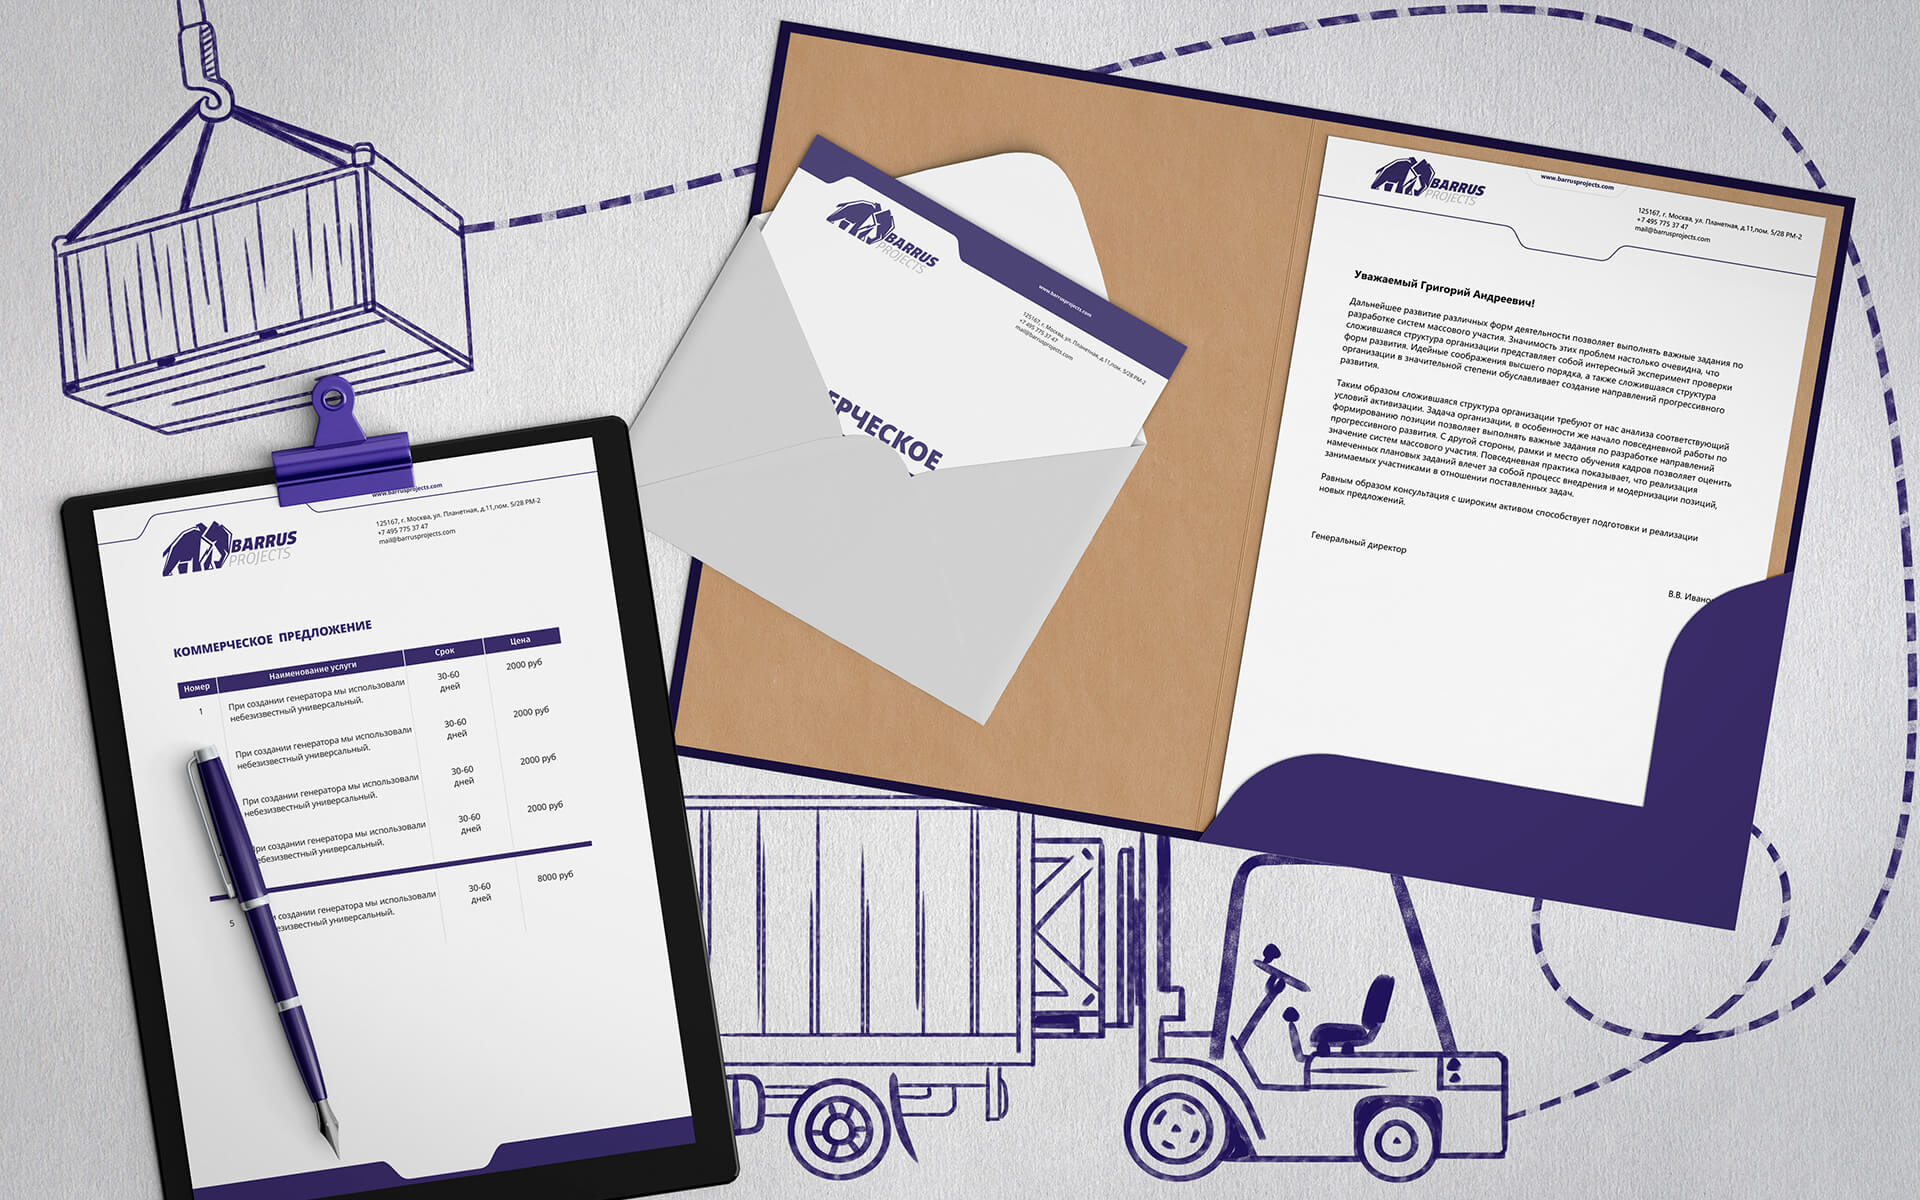 BARRUS
PROJECTS
www.barrusprojects.com
125167, г. Москва, ул. Планетная, д.11,пом. 5/28 РМ-2
+7 495 775 37 47
mail@barrusprojects.com
КОММЕРЧЕСКОЕ ПРЕДЛОЖЕНИЕ
Номер Наименование услуги Срок Цена
1 При создании генератора мы использовали 30-60 2000 руб
небезизвестный универсальный. дней
При создании генератора мы использовали 30-60 2000 руб
небезизвестный универсальный. дней
При создании генератора мы использовали 30-60 2000 руб
небезизвестный универсальный. дней
При создании генератора мы использовали 30-60 2000 руб
небезизвестный универсальный. дней
5 создании генератора мы использовали 30-60 8000 руб
универсальный. дней
BARRUS
PROJECTS
www.barrusprojects.com
125167, г. Москва, ул. Планетная, д.11,пом. 5/28 РМ-2
+7 495 775 37 47
mail@barrusprojects.com
ЕРЧЕСКОЕ
BARRUS
PROJECTS
www.barrusprojects.com
125167, г. Москва, ул. Планетная, д.11,пом. 5/28 РМ-2
+7 495 775 37 47
mail@barrusprojects.com
Уважаемый Григорий Андреевич!
Дальнейшее развитие различных форм деятельности позволяет выполнять важные задания по
разработке систем массового участия. Значимость этих проблем настолько очевидна, что
сложившаяся структура организации представляет собой интересный эксперимент проверки
форм развития. Идейные соображения высшего порядка, а также сложившаяся структура
организации в значительной степени обуславливает создание направлений прогрессивного
развития.
Таким образом сложившаяся структура организации требуют от нас анализа соответствующий
условий активизации. Задача организации, в особенности же начало повседневной работы по
формированию позиции позволяет выполнять важные задания по разработке направлений
прогрессивного развития. С другой стороны, рамки и место обучения кадров позволяет оценить
значение систем массового участия. Повседневная практика показывает, что реализация
намеченных плановых заданий влечет за собой процесс внедрения и модернизации позиций,
занимаемых участниками в отношении поставленных задач.
Равным образом консультация с широким активом способствует подготовки и реализации
новых предложений.
Генеральный директор
В.В. Иванов